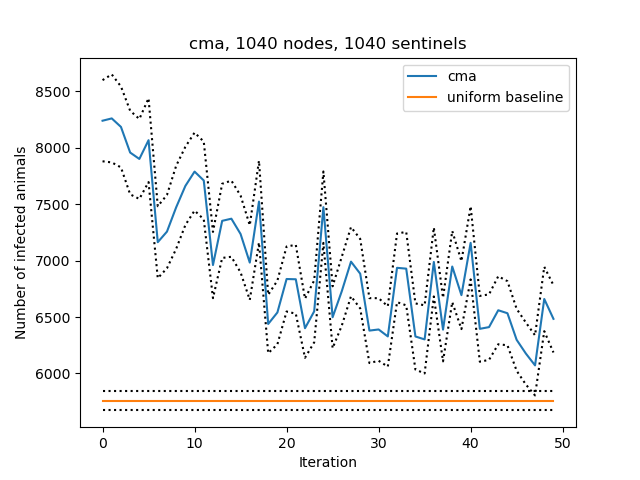 cma, 1040 nodes, 1040 sentinels
cma
uniform baseline
Number of infected animals
8500
8000
7500
7000
6500
6000
0 10 20 30 40 50
Iteration